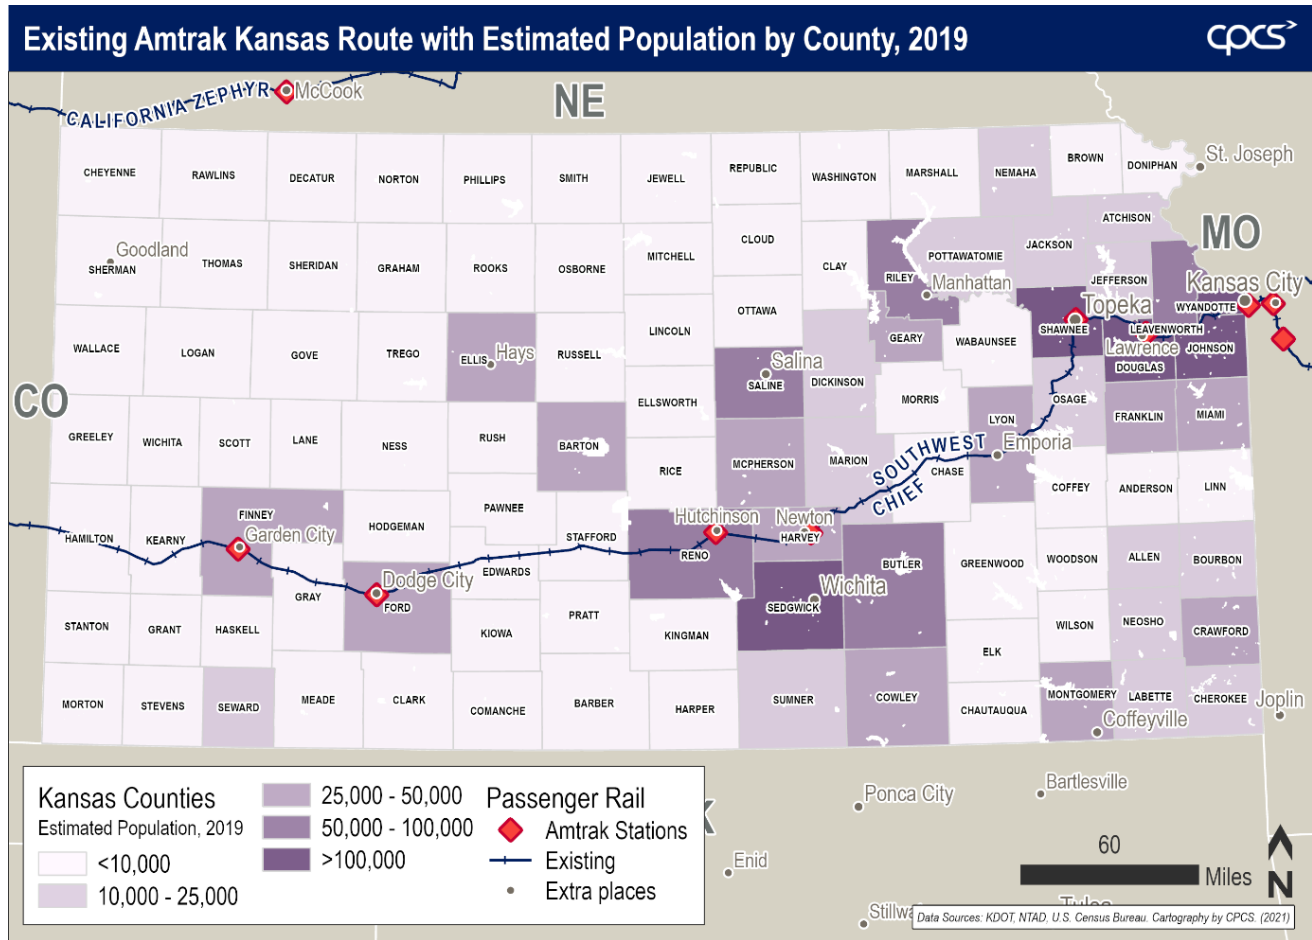 Existing Amtrak Kansas Route with Estimated Population by County, 2019
cpcs
CALIFORNIA ZEPHYR
McCook
NE
St. Joseph
CHEYENNE
RAWLINS
DECATUR
NORTON
PHILLIPS
SMITH
JEWELL
REPUBLIC
WASHINGTON
MARSHALL
NEMAHA
BROWN
DONIPHAN
ATCHISON
MO
Goodland
SHERMAN
THOMAS
SHERIDAN
GRAHAM
ROOKS
OSBORNE
MITCHELL
CLOUD
CLAY
RILEY
POTTAWATOMIE
JACKSON
JEFFERSON
Manhattan
Kansas City
WYANDOTTE
Topeka
SHAWNEE
LEAVENWORTH
Lawrence
DOUGLAS
JOHNSON
WALLACE
LOGAN
GOVE
TREGO
ELLIS
Hays
RUSSELL
LINCOLN
OTTAWA
Salina
SALINE
DICKINSON
GEARY
WABAUNSEE
CO
GREELEY
WICHITA
SCOTT
LANE
NESS
RUSH
BARTON
ELLSWORTH
RICE
MCPHERSON
MARION
MORRIS
LYON
OSAGE
FRANKLIN
MIAMI
SOUTHWEST
CHIEF
CHASE
Emporia
COFFEY
ANDERSON
LINN
HAMILTON
KEARNY
FINNEY
Garden City
HODGEMAN
PAWNEE
STAFFORD
Hutchinson
RENO
Newton
HARVEY
BUTLER
GREENWOOD
WOODSON
ALLEN
BOURBON
GRAY
Dodge City
FORD
EDWARDS
Wichita
SEDGWICK
STANTON
GRANT
HASKELL
KIOWA
PRATT
KINGMAN
ELK
WILSON
NEOSHO
CRAWFORD
MORTON
STEVENS
SEWARD
MEADE
CLARK
COMANCHE
BARBER
HARPER
SUMNER
COWLEY
CHAUTAUQUA
MONTGOMERY
LABETTE
CHEROKEE
Joplin
Coffeyville
Kansas Counties
Estimated Population, 2019
<10,000
10,000 - 25,000
25,000 - 50,000
50,000 - 100,000
>100,000
Passenger Rail
Amtrak Stations
Existing
Extra places
Ponca City
Bartlesville
Enid
60
Miles
N
Data Sources: KDOT, NTAD, U.S. Census Bureau. Cartography by CPCS. (2021)